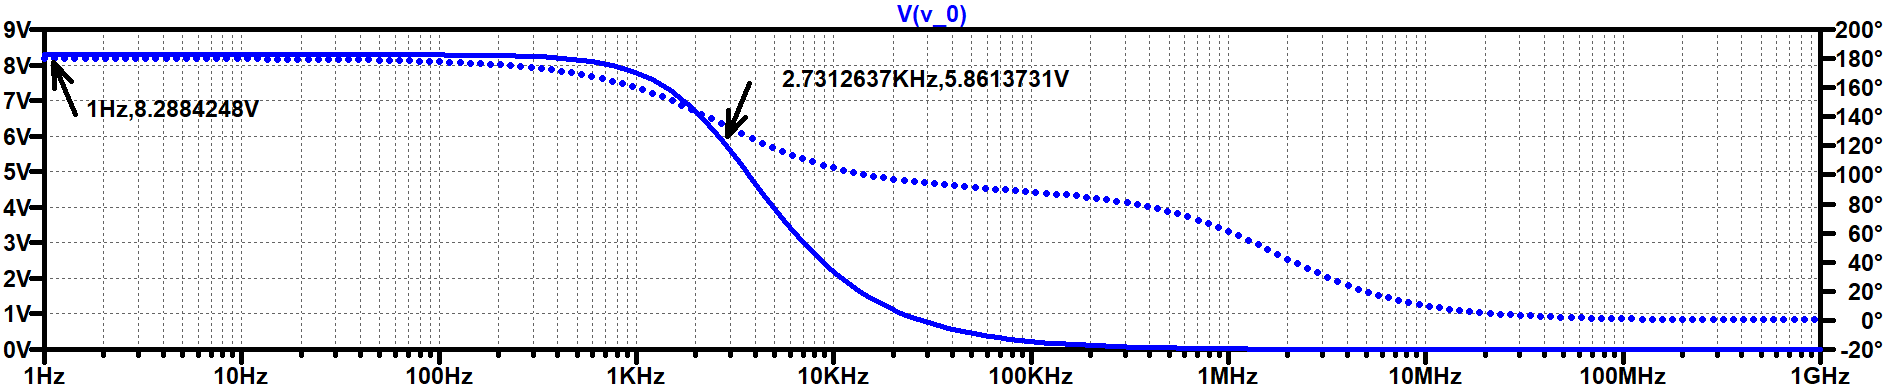 V(v_0)
9V
8V
7V
6V
5V
4V
3V
2V
1V
0V
1Hz,8.2884248V
2.7312637KHz,5.8613731V
200°
180°
160°
140°
120°
100°
80°
60°
40°
20°
0°
-20°
1Hz 10Hz 100Hz 1KHz 10KHz 100KHz 1MHz 10MHz 100MHz 1GHz